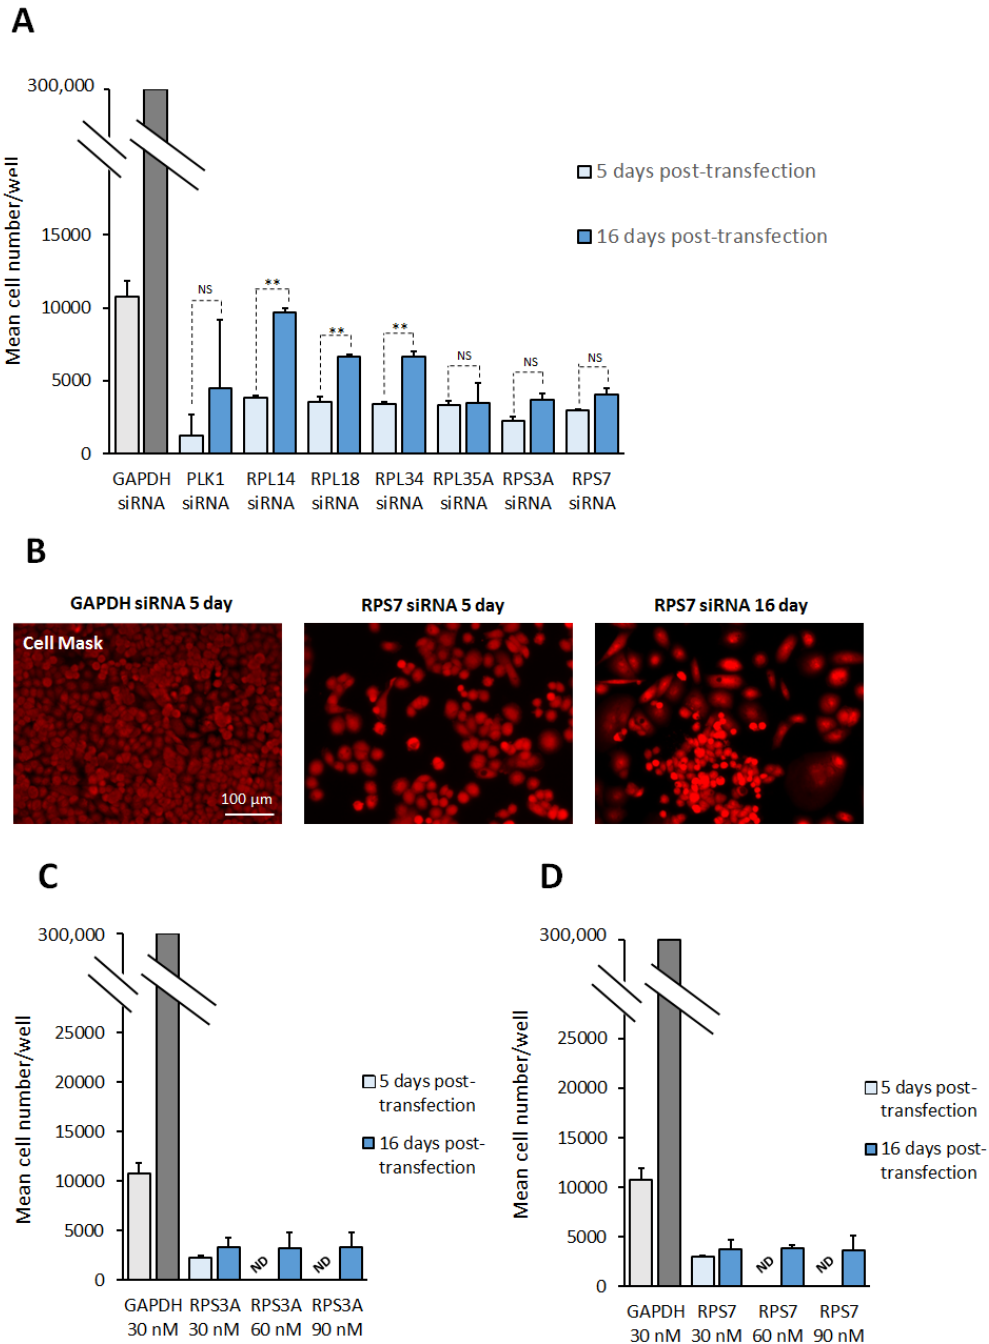 A
300,000
15000
10000
5000
0
Mean cell number/well
NS
**
**
**
NS
NS
NS
5 days post-transfection
16 days post-transfection
GAPDH siRNA
PLK1 siRNA
RPL14 siRNA
RPL18 siRNA
RPL34 siRNA
RPL35A siRNA
RPS3A siRNA
RPS7 siRNA
B
GAPDH siRNA 5 day
RPS7 siRNA 5 day
RPS7 siRNA 16 day
Cell Mask
100 µm
C
300,000
25000
20000
15000
10000
5000
0
Mean cell number/well
ND
ND
5 days post-
transfection
16 days post-
transfection
GAPDH 30 nM
RPS3A 30 nM
RPS3A 60 nM
RPS3A 90 nM
D
300,000
25000
20000
15000
10000
5000
0
Mean cell number/well
ND
ND
5 days post-
transfection
16 days post-
transfection
GAPDH 30 nM
RPS7 30 nM
RPS7 60 nM
RPS7 90 nM